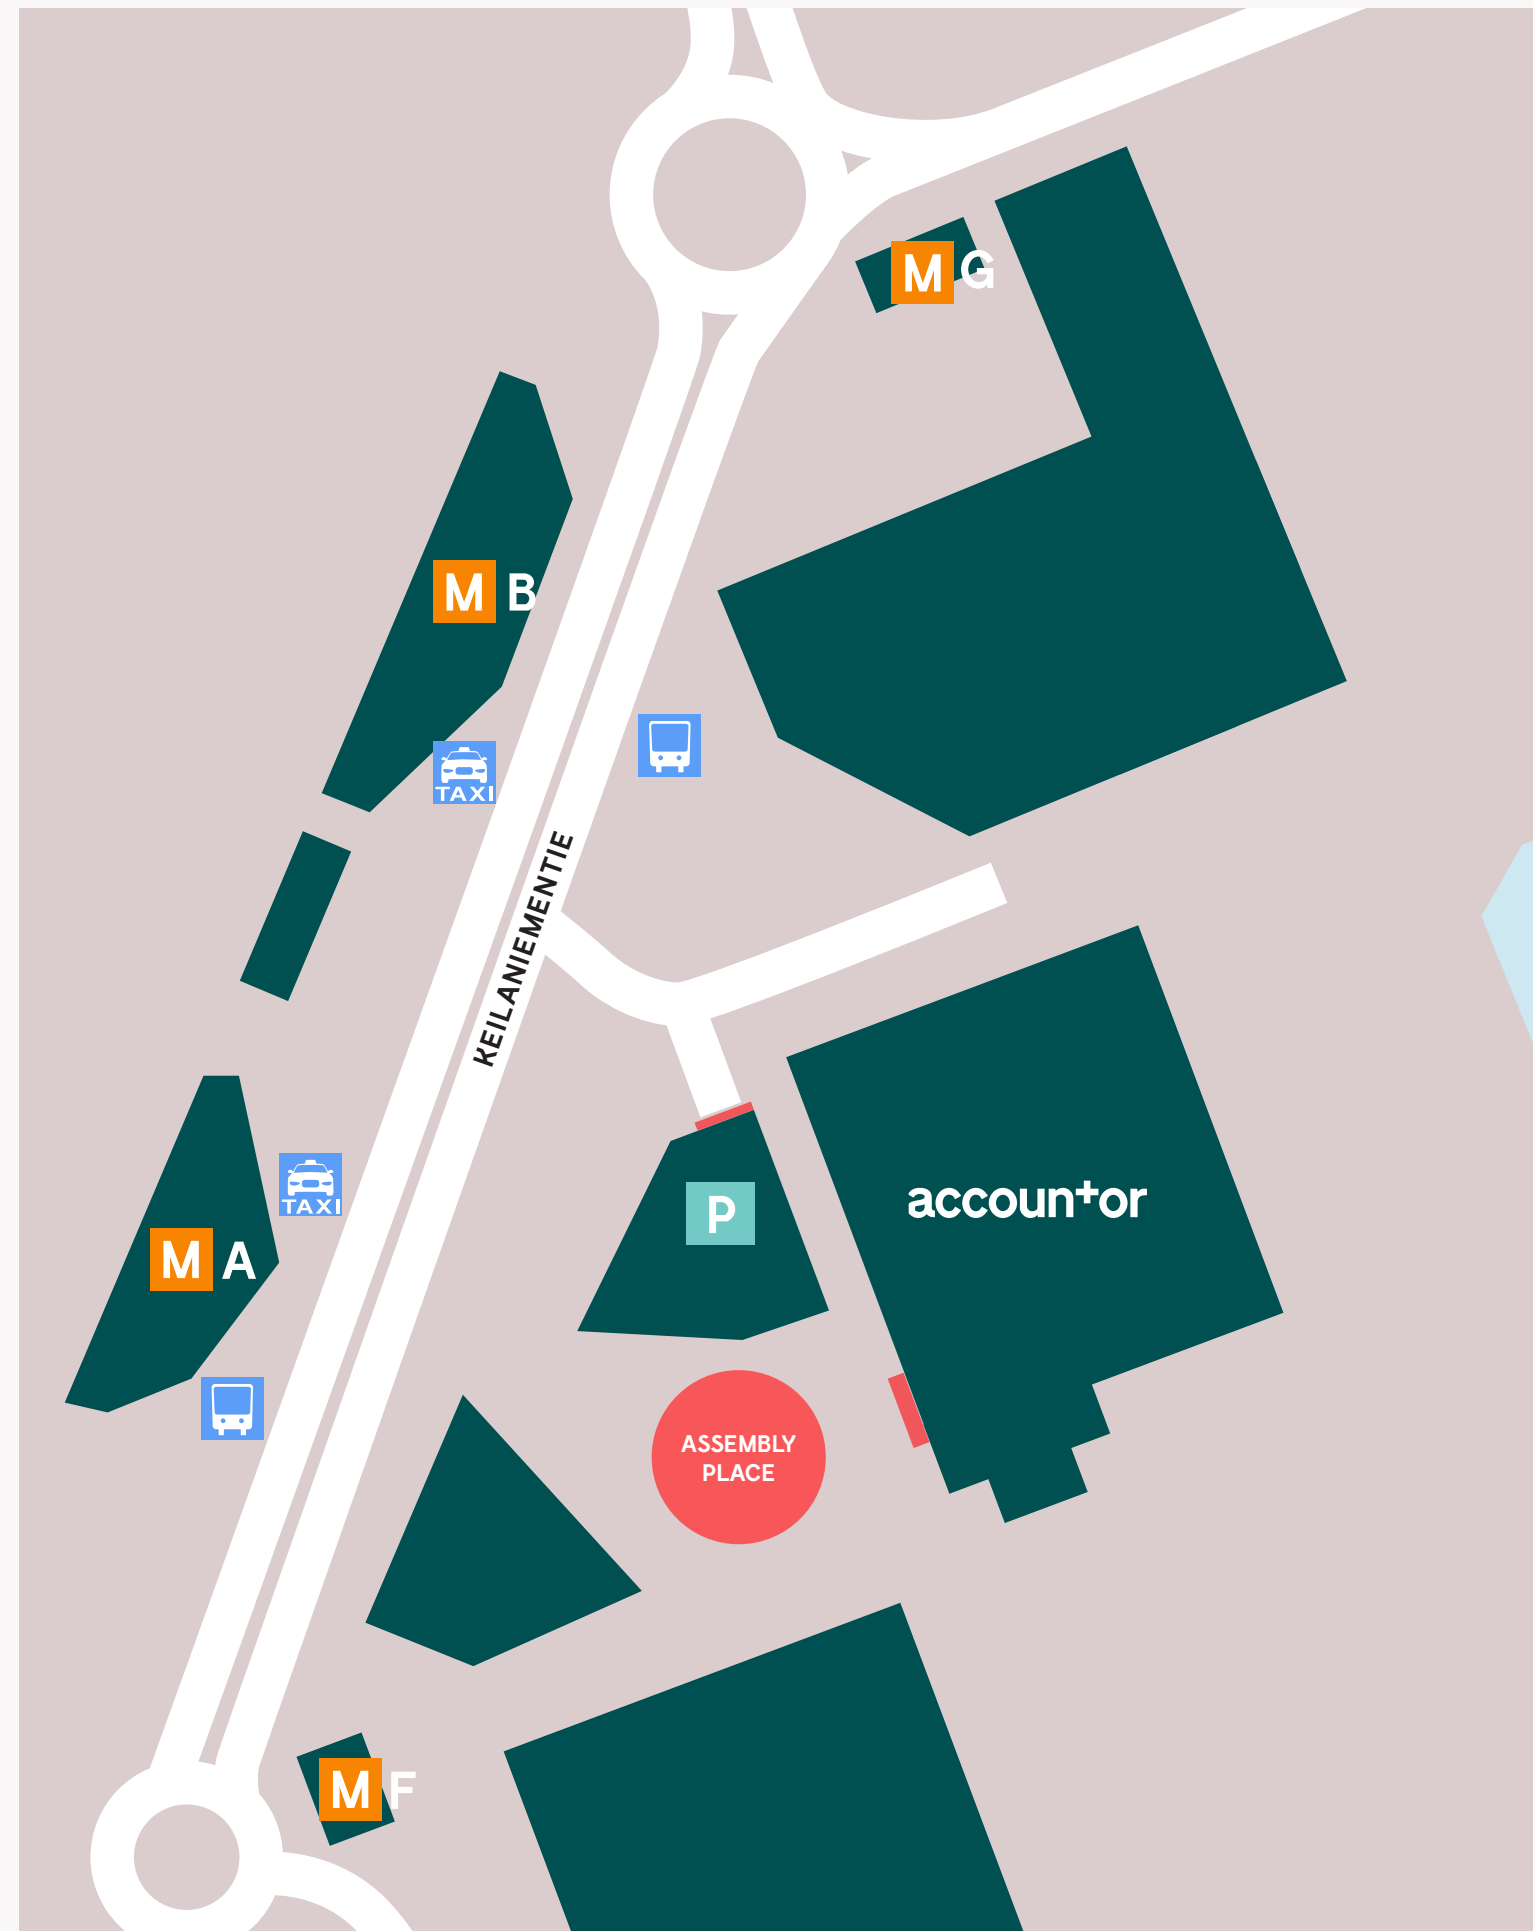 M G
M B
TAXI
KEILANIEMENTIE
TAXI
P
accountor
M A
ASSEMBLY
PLACE
M F